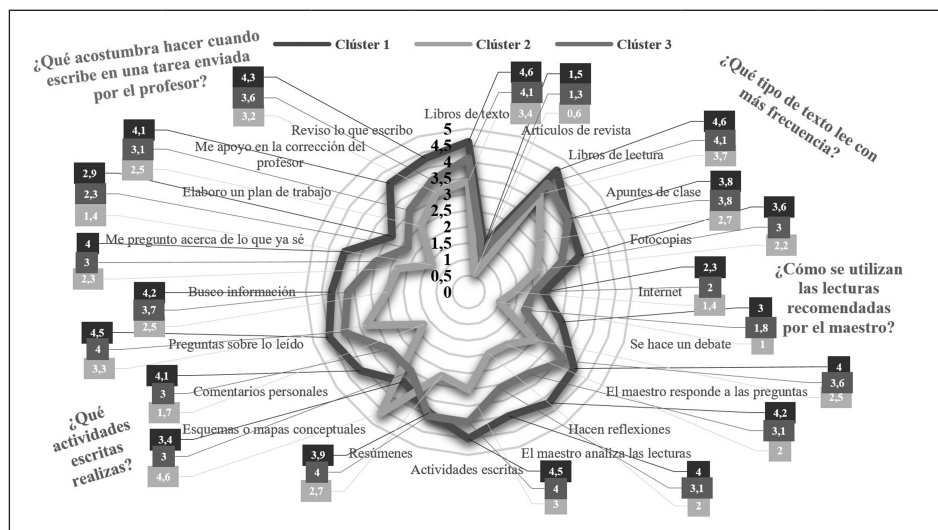 Clúster 1 Clúster 2 Clúster 3
¿Qué acostumbra hacer cuando
escribe en una tarea enviada
por el profesor?
¿Qué tipo de texto lee con
más frecuencia?
¿Cómo se utilizan
las lecturas
recomendadas
por el maestro?
¿Qué
actividades
escritas
realizas?
5
4,5
4
3,5
3
2,5
2
1,5
1
0,5
0
Libros de texto
4,6
4,1
3,4
Artículos de revista
1,5
1,3
0,6
Libros de lectura
4,6
4,1
3,7
Apuntes de clase
3,8
3,8
2,7
Fotocopias
3,6
3
2,2
Internet
2,3
2
1,4
Se hace un debate
3
1,8
1
El maestro responde a las preguntas
4
3,6
2,5
Hacen reflexiones
4,2
3,1
2
El maestro analiza las lecturas
4
3,1
2
Actividades escritas
4,5
4
3
Resúmenes
3,9
4
2,7
Esquemas o mapas conceptuales
3,4
3
4,6
Comentarios personales
4,1
3
1,7
Preguntas sobre lo leído
4,5
4
3,3
Busco información
4,2
3,7
2,5
Me pregunto acerca de lo que ya sé
4
3
2,3
Elaboro un plan de trabajo
2,9
2,3
1,4
Me apoyo en la corrección del
profesor
4,1
3,1
2,5
Reviso lo que escribo
4,3
3,6
3,2